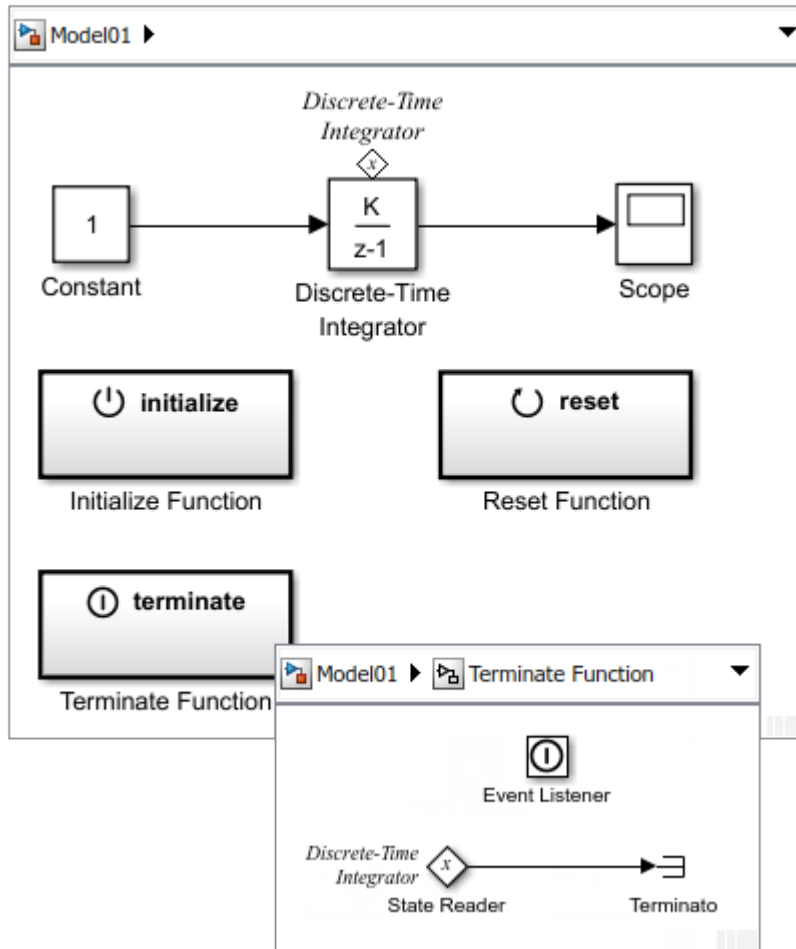 Model01
Discrete-Time
Integrator
x
1
K
z-1
Constant
Discrete-Time
Integrator
Scope
initialize
reset
Initialize Function
Reset Function
terminate
Terminate Function
Model01 Terminate Function
Event Listener
Discrete-Time
Integrator
x
State Reader
Terminato